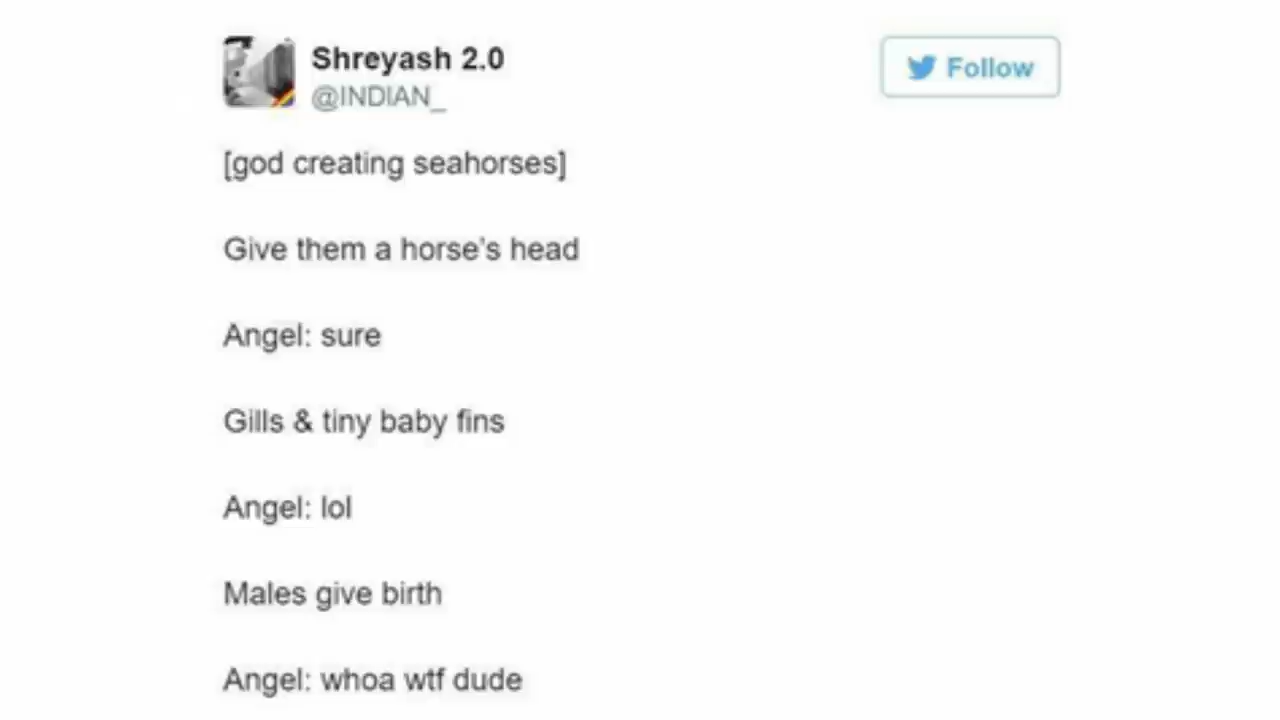 Shreyash 2.0
@INDIAN_
Follow
[god creating seahorses]
Give them a horse's head
Angel: sure
Gills & tiny baby fins
Angel: lol
Males give birth
Angel: whoa wtf dude